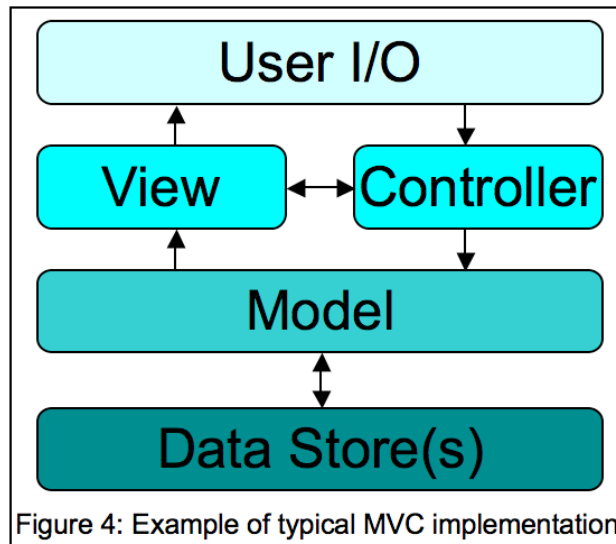 User I/O
View
Controller
Model
Data Store(s)
Figure 4: Example of typical MVC implementation